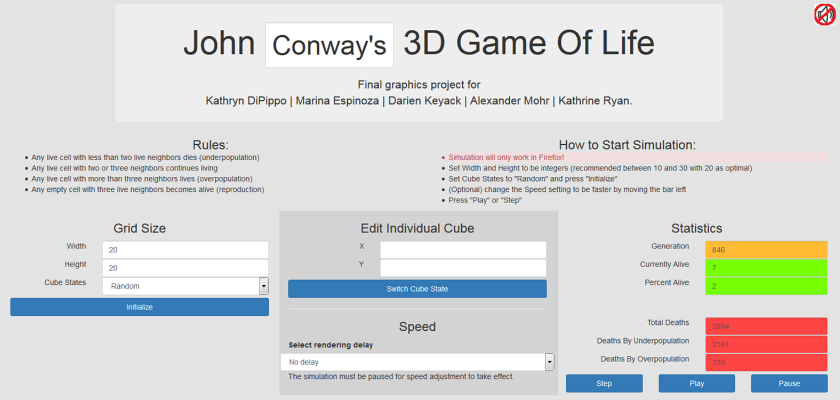 John Conway's 3D Game Of Life
Final graphics project for
Kathryn DiPippo | Marina Espinoza | Darien Keyack | Alexander Mohr | Kathrine Ryan.
Rules:
Any live cell with less than two live neighbors dies (underpopulation)
Any live cell with two or three neighbors continues living
Any live cell with more than three neighbors lives (overpopulation)
Any empty cell with three live neighbors becomes alive (reproduction)
How to Start Simulation:
Simulation will only work in Firefox!
Set Width and Height to be integers (recommended between 10 and 30 with 20 as optimal)
Set Cube States to "Random" and press "Initialize"
(Optional) change the Speed setting to be faster by moving the bar left
Press "Play" or "Step"
Grid Size
Width 20
Height 20
Cube States Random
Initialize
Edit Individual Cube
X
Y
Switch Cube State
Speed
Select rendering delay
No delay
The simulation must be paused for speed adjustment to take effect.
Statistics
Generation 846
Currently Alive 7
Percent Alive 2
Total Deaths 2894
Deaths By Underpopulation 2161
Deaths By Overpopulation 733
Step Play Pause